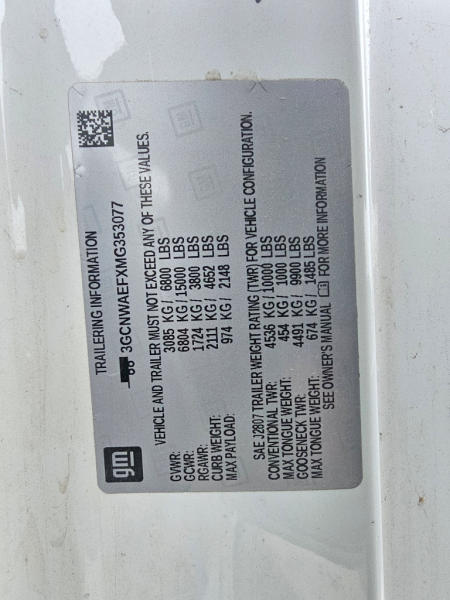 gm
TRAILERING INFORMATION
3GCNWAEFXMG353077
VEHICLE AND TRAILER MUST NOT EXCEED ANY OF THESE VALUES.
GVWR: 3085 KG / 6800 LBS
GCWR: 6804 KG / 15000 LBS
RGAWR: 1724 KG / 3800 LBS
CURB WEIGHT: 2111 KG / 4652 LBS
MAX PAYLOAD: 974 KG / 2148 LBS
SAE J2807 TRAILER WEIGHT RATING (TWR) FOR VEHICLE CONFIGURATION.
CONVENTIONAL TWR: 4536 KG / 10000 LBS
MAX TONGUE WEIGHT: 454 KG / 1000 LBS
GOOSENECK TWR: 4491 KG / 9900 LBS
MAX TONGUE WEIGHT: 674 KG / 1485 LBS
SEE OWNER'S MANUAL FOR MORE INFORMATION